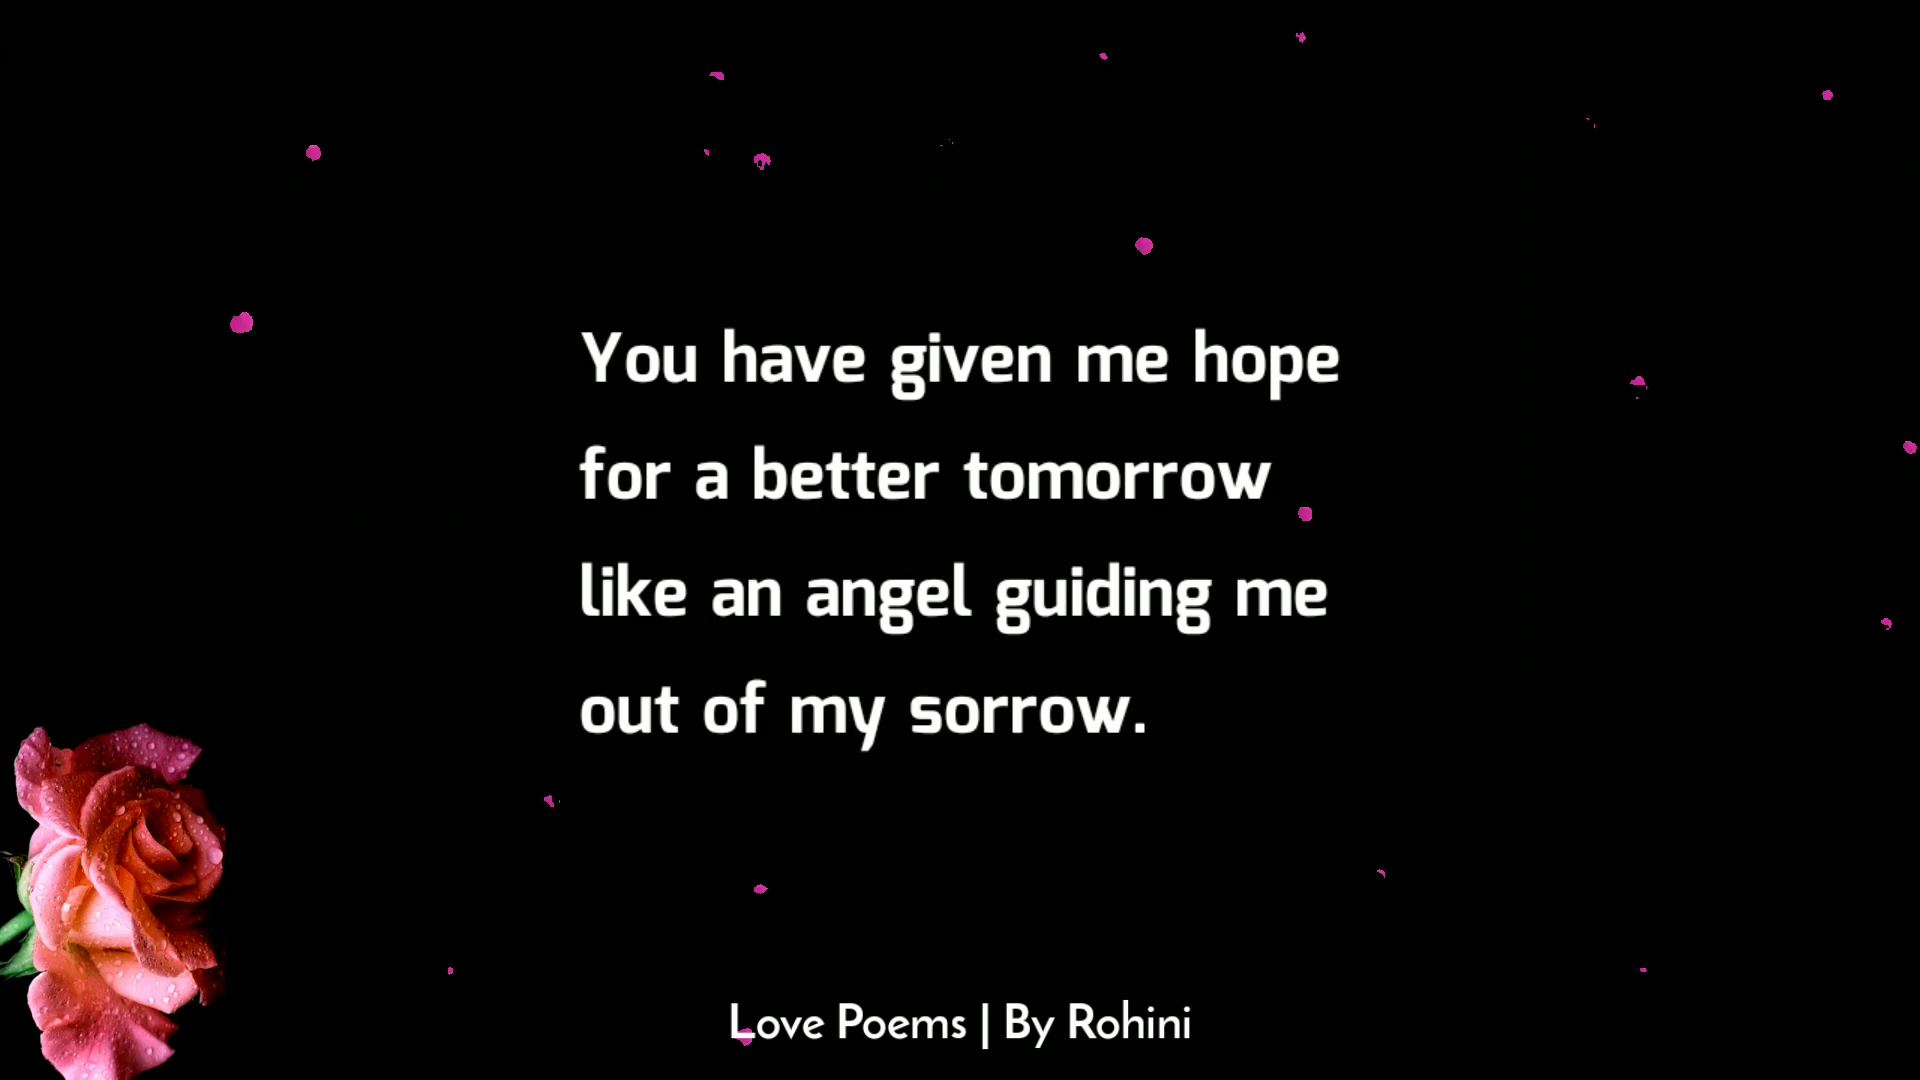 You have given me hope
for a better tomorrow
like an angel guiding me
out of my sorrow.
Love Poems | By Rohini